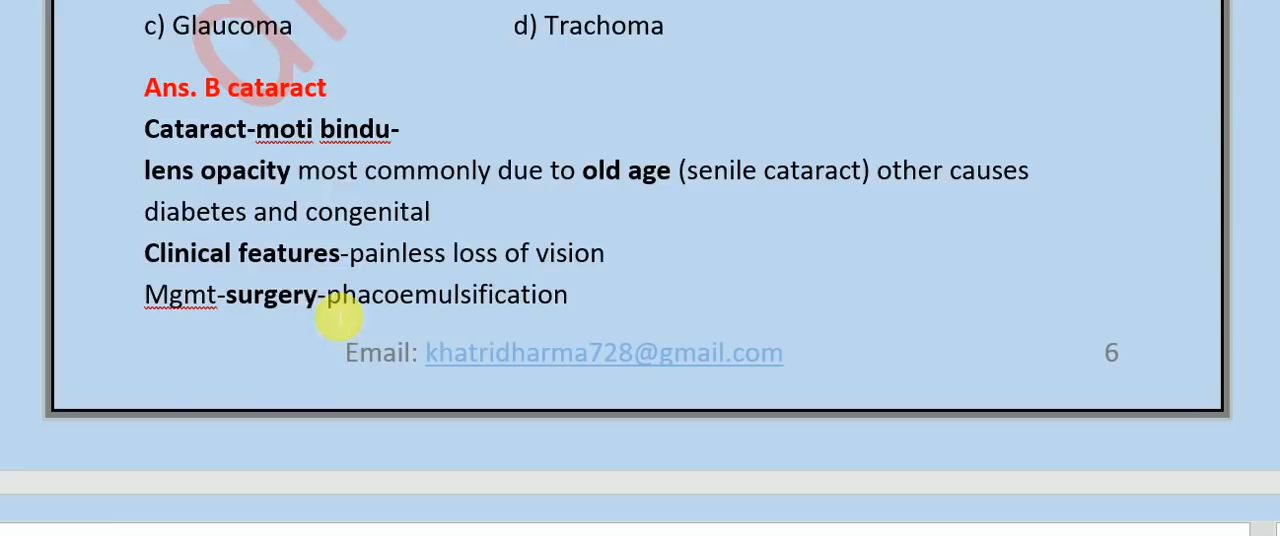 c) Glaucoma d) Trachoma
Ans. B cataract
Cataract-moti bindu-
lens opacity most commonly due to old age (senile cataract) other causes
diabetes and congenital
Clinical features-painless loss of vision
Mgmt-surgery-phacoemulsification
Email: khatridharma728@gmail.com 6